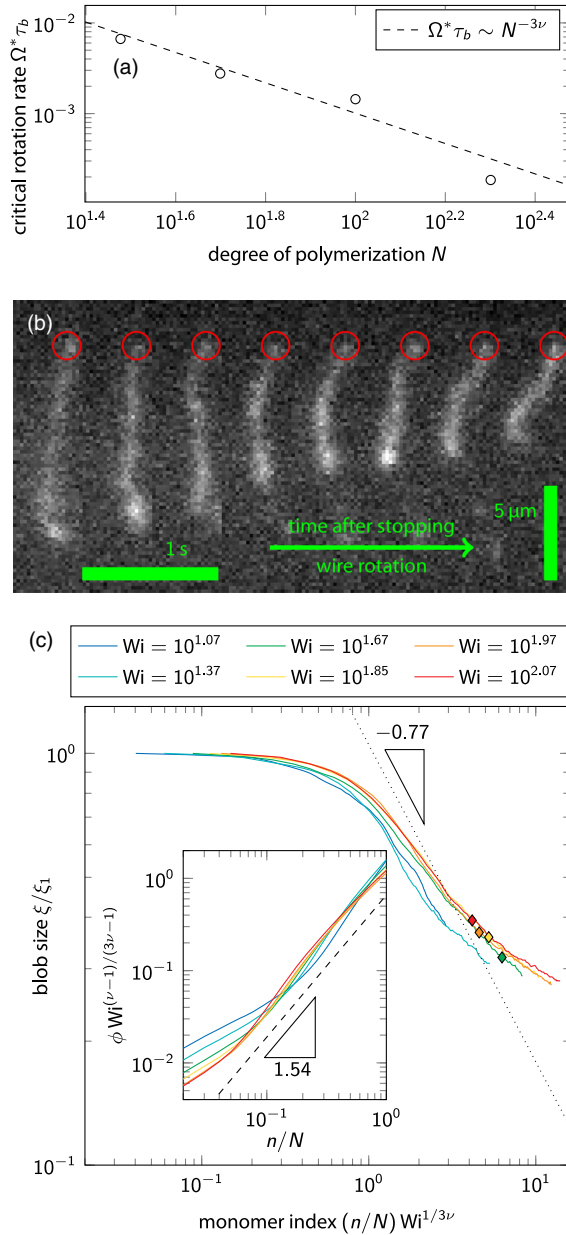 critical rotation rate Ω* τ_b
10^{-2}
10^{-3}
(a)
Ω* τ_b ∼ N^{-3ν}
10^{1.4} 10^{1.6} 10^{1.8} 10^{2} 10^{2.2} 10^{2.4}
degree of polymerization N
(b)
1 s
time after stopping
wire rotation
5 μm
(c)
Wi = 10^{1.07} Wi = 10^{1.67} Wi = 10^{1.97}
Wi = 10^{1.37} Wi = 10^{1.85} Wi = 10^{2.07}
blob size ξ/ξ_1
10^{0}
10^{-1}
−0.77
ϕ Wi^{(ν−1)/(3ν−1)}
10^{0}
10^{-1}
10^{-2}
1.54
10^{-1} 10^{0}
n/N
10^{-1} 10^{0} 10^{1}
monomer index (n/N) Wi^{1/3ν}